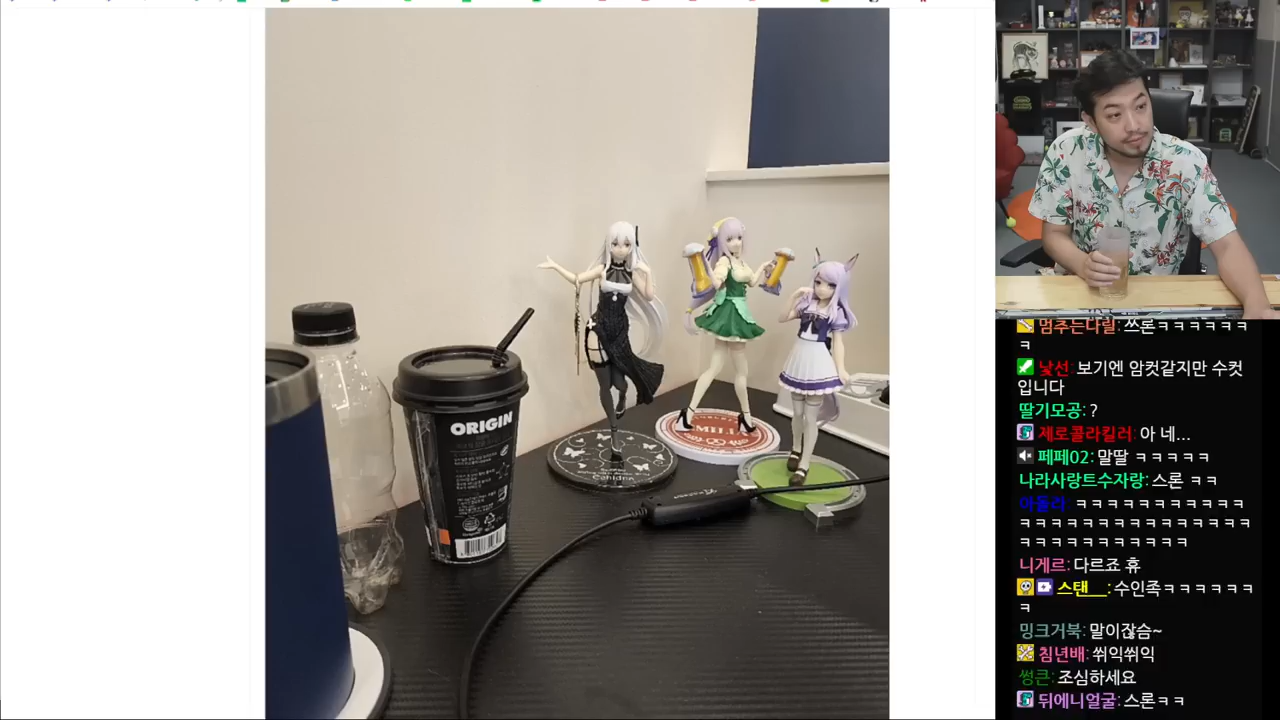 ORIGIN
Echidna
EMILIA
멈추는다릴: 쓰론ㅋㅋㅋㅋㅋㅋ
ㅋ
낯선: 보기엔 암컷같지만 수컷
입니다
딸기모공: ?
제로콜라킬러: 아 네...
페페02: 말딸 ㅋㅋㅋㅋㅋ
나라사랑트수자랑: 스론 ㅋㅋ
아돌라: ㅋㅋㅋㅋㅋㅋㅋㅋㅋㅋㅋ
ㅋㅋㅋㅋㅋㅋㅋㅋㅋㅋㅋㅋㅋㅋㅋ
ㅋㅋㅋㅋㅋㅋㅋㅋㅋㅋㅋ
니게르: 다르죠 휴
스탠__: 수인족ㅋㅋㅋㅋㅋㅋ
ㅋ
밍크거북: 말이잖슴~
침년배: 쒸익쒸익
썽큰: 조심하세요
뒤에니얼굴: 스론ㅋㅋ